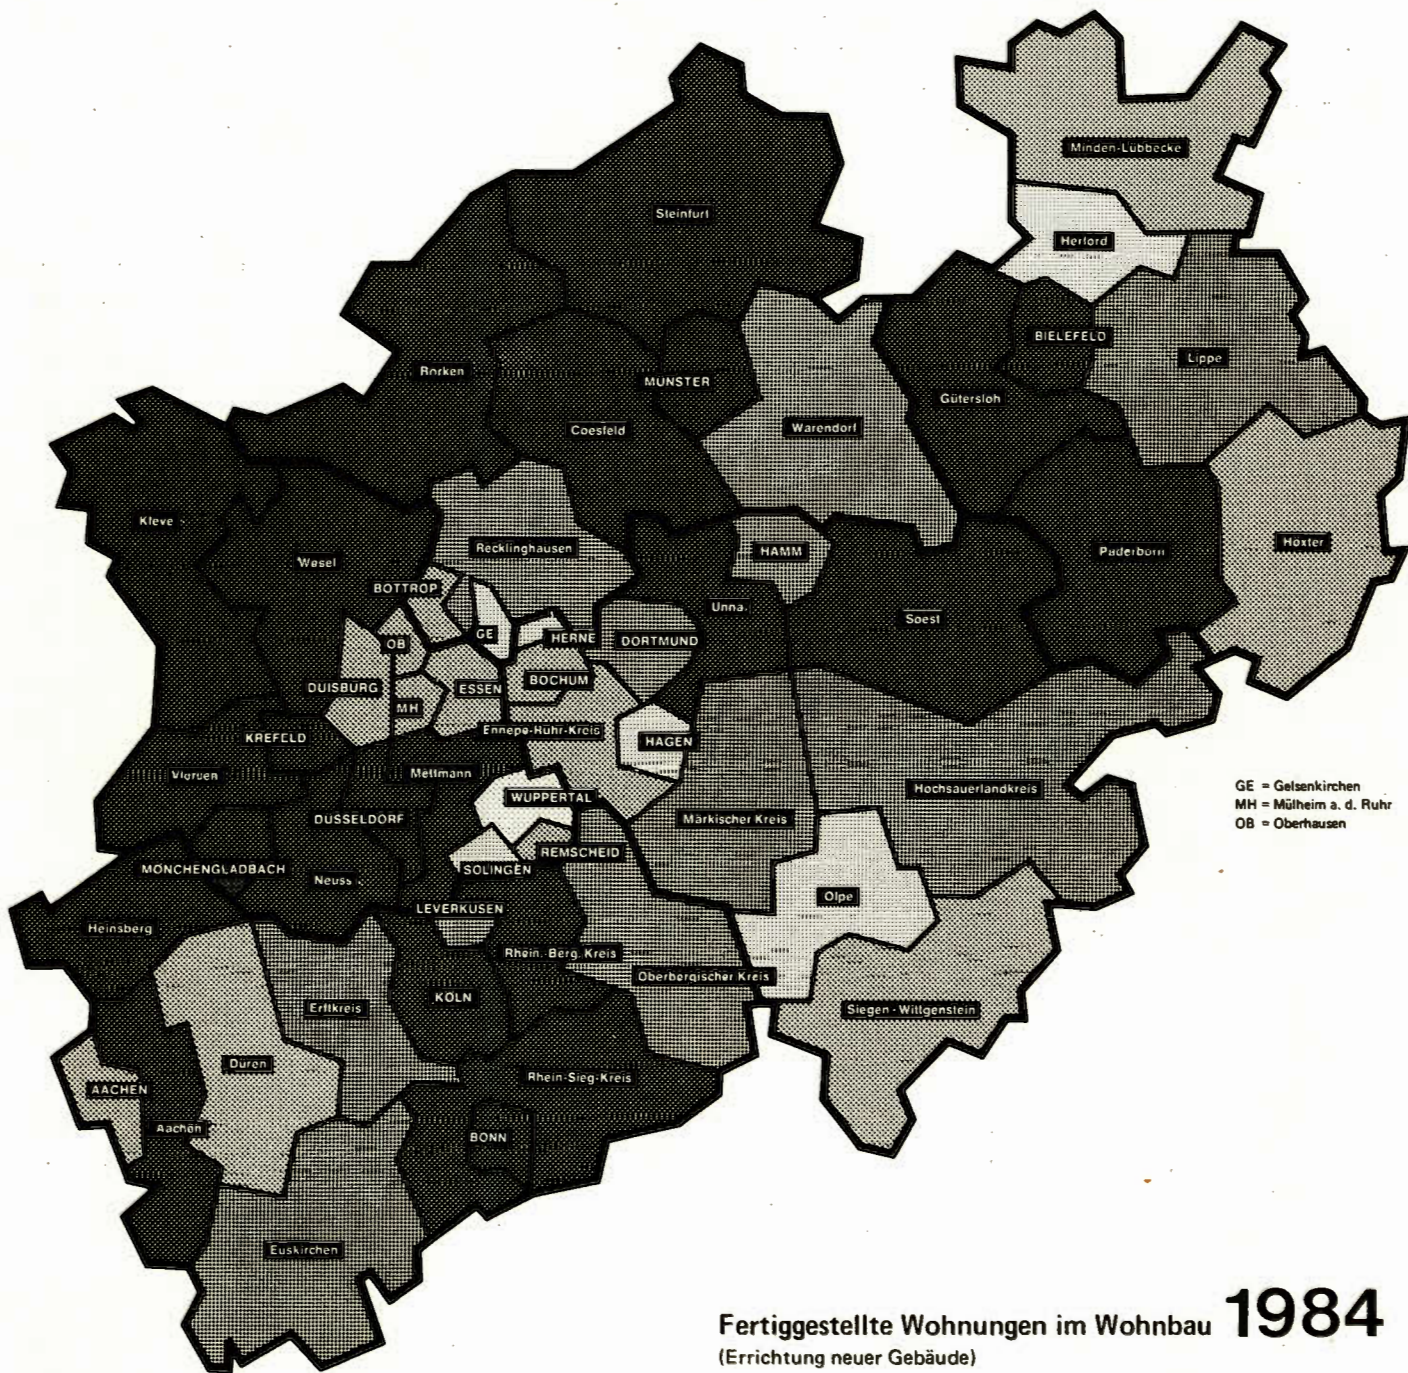 Minden-Lübbecke
Steinfurt
Herford
BIELEFELD
Lippe
Borken
MÜNSTER
Gütersloh
Coesfeld
Warendorf
Kleve
Recklinghausen
HAMM
Paderborn
Höxter
Wesel
BOTTROP
Unna
Soest
GE
HERNE
DORTMUND
OB
BOCHUM
DUISBURG
ESSEN
MH
Ennepe-Ruhr-Kreis
KREFELD
HAGEN
Viersen
Mettmann
Hochsauerlandkreis
GE = Gelsenkirchen
MH = Mülheim a. d. Ruhr
OB = Oberhausen
WUPPERTAL
DÜSSELDORF
Märkischer Kreis
REMSCHEID
MÖNCHENGLADBACH
SOLINGEN
Neuss
Olpe
LEVERKUSEN
Heinsberg
Rhein.-Berg. Kreis
Oberbergischer Kreis
KÖLN
Erftkreis
Siegen-Wittgenstein
Düren
Rhein-Sieg-Kreis
AACHEN
Aachen
BONN
Euskirchen
Fertiggestellte Wohnungen im Wohnbau 1984
(Errichtung neuer Gebäude)